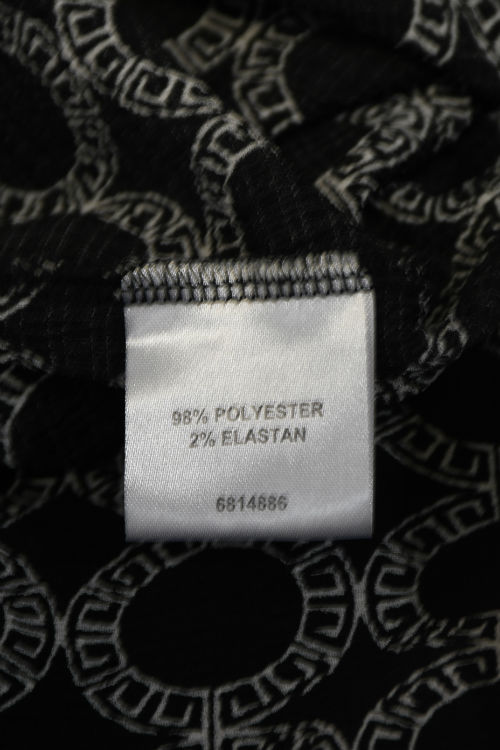 98% POLYESTER
2% ELASTAN
6814886